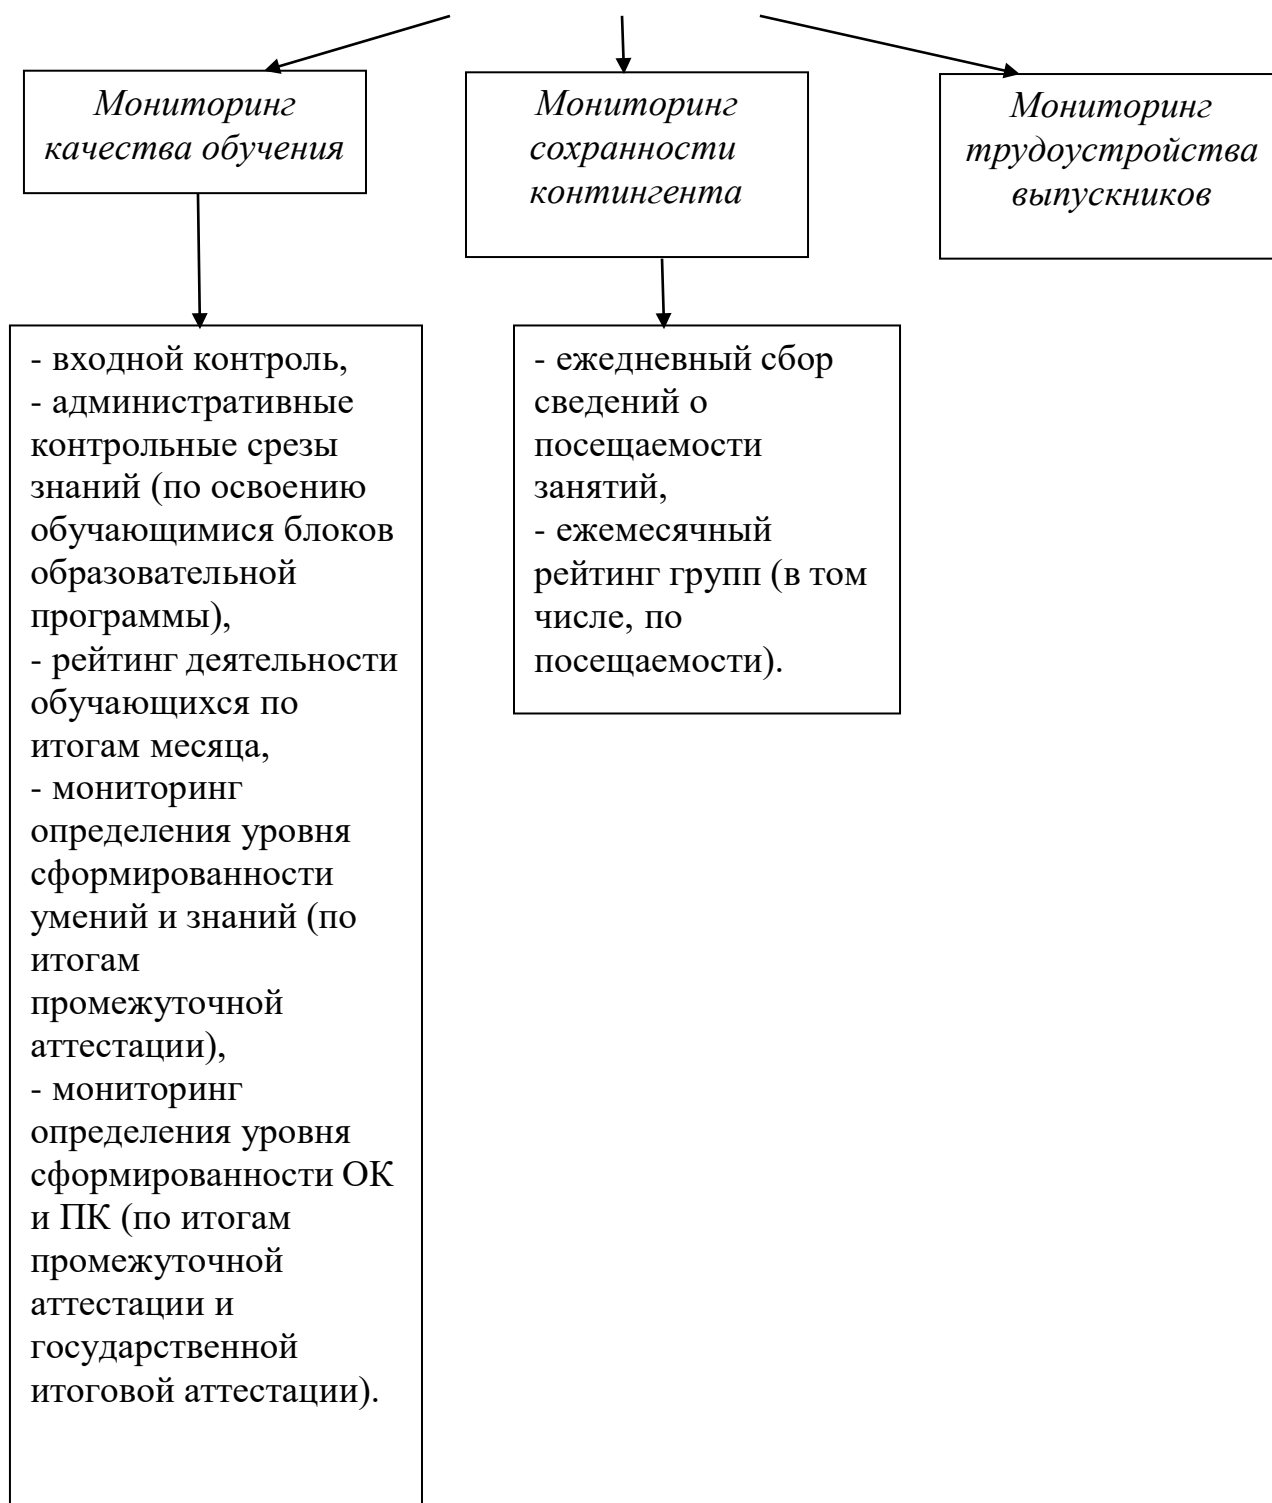 Мониторинг
качества обучения
Мониторинг
сохранности
контингента
Мониторинг
трудоустройства
выпускников
- входной контроль,
- административные
контрольные срезы
знаний (по освоению
обучающимися блоков
образовательной
программы),
- рейтинг деятельности
обучающихся по
итогам месяца,
- мониторинг
определения уровня
сформированности
умений и знаний (по
итогам
промежуточной
аттестации),
- мониторинг
определения уровня
сформированности ОК
и ПК (по итогам
промежуточной
аттестации и
государственной
итоговой аттестации).
- ежедневный сбор
сведений о
посещаемости
занятий,
- ежемесячный
рейтинг групп (в том
числе, по
посещаемости).